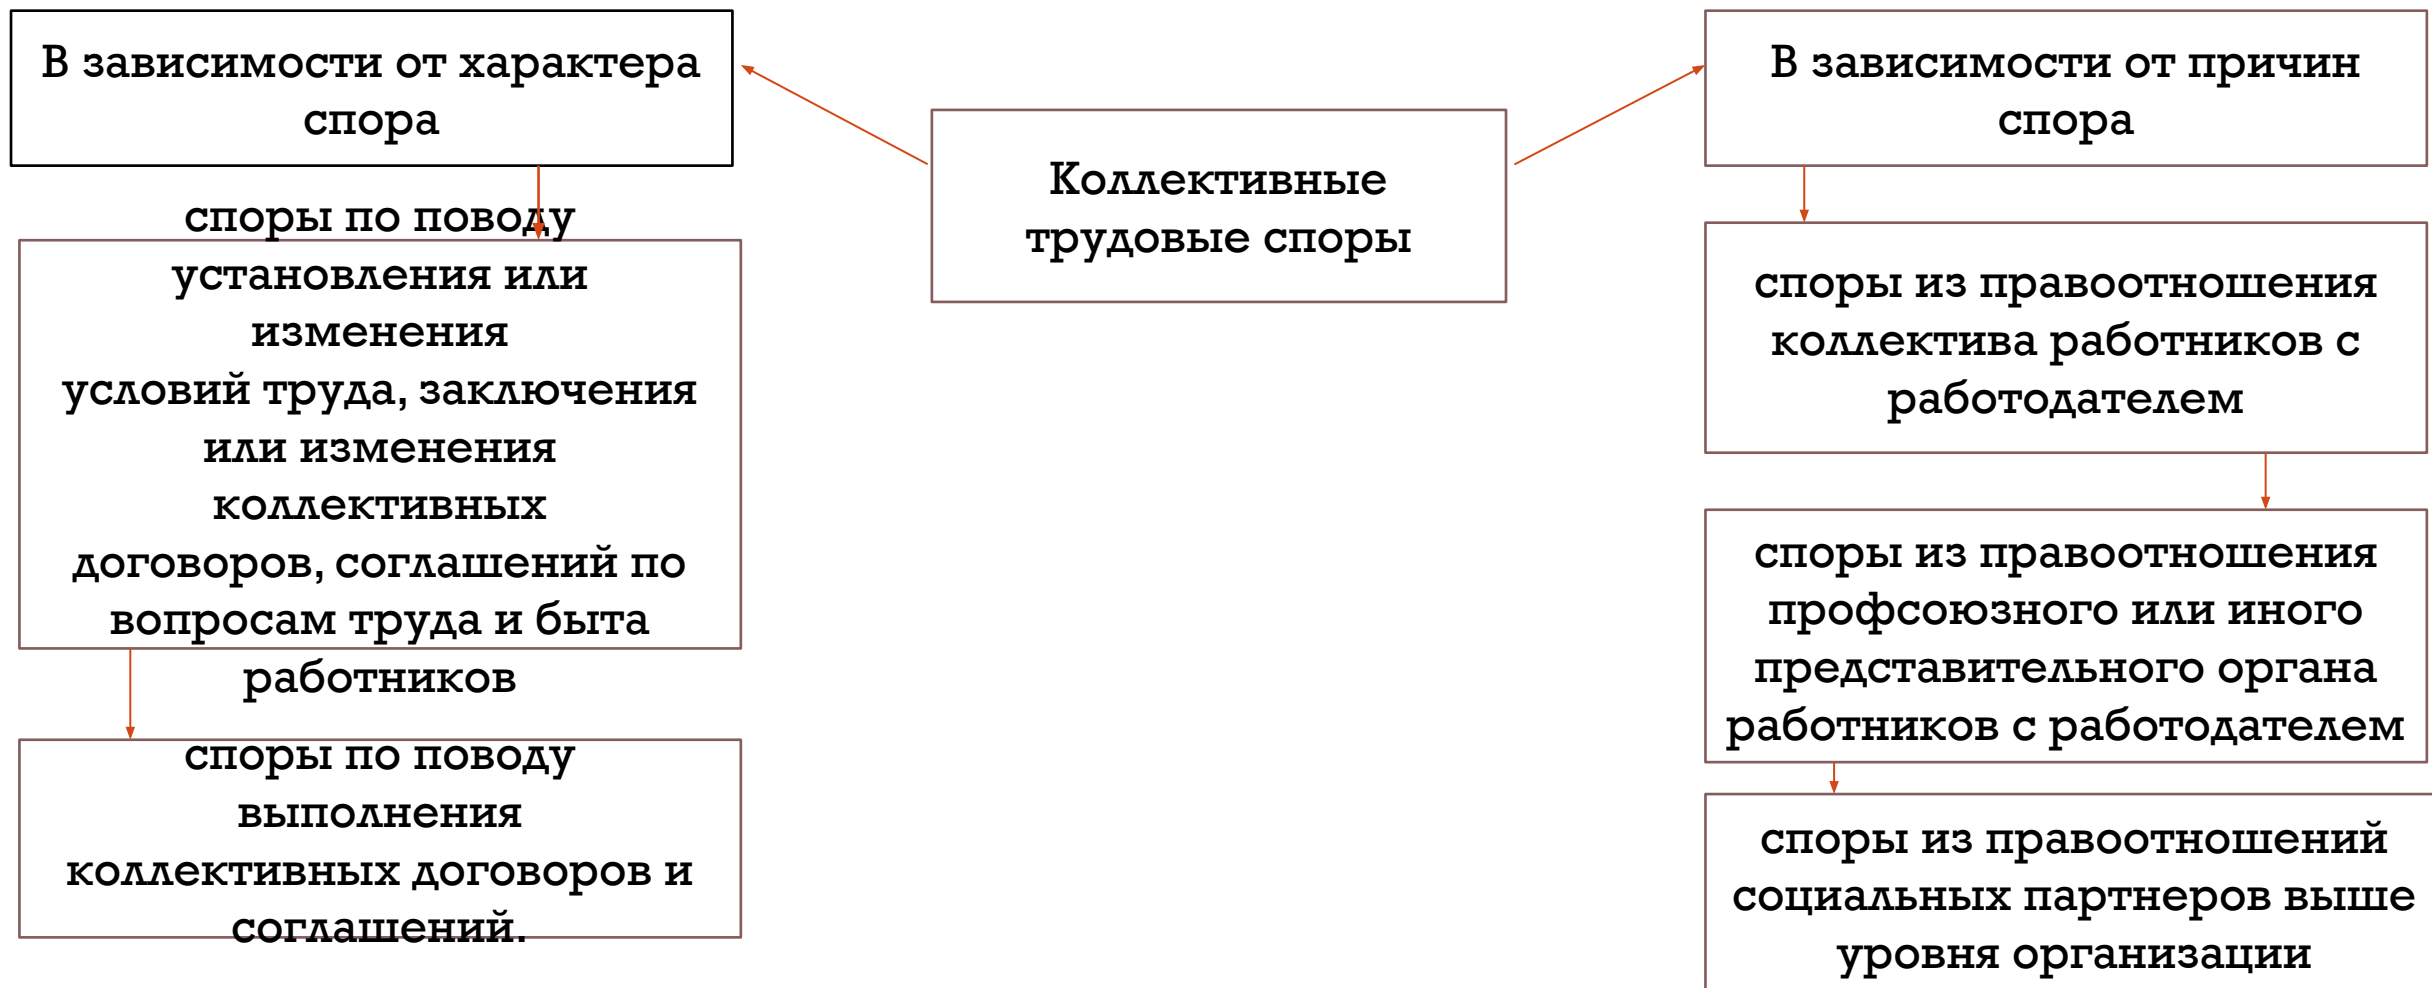 В зависимости от характера
спора
споры по поводу
установления или
изменения
условий труда, заключения
или изменения
коллективных
договоров, соглашений по
вопросам труда и быта
работников
споры по поводу
выполнения
коллективных договоров и
соглашений.
Коллективные
трудовые споры
В зависимости от причин
спора
споры из правоотношения
коллектива работников с
работодателем
споры из правоотношения
профсоюзного или иного
представительного органа
работников с работодателем
споры из правоотношений
социальных партнеров выше
уровня организации